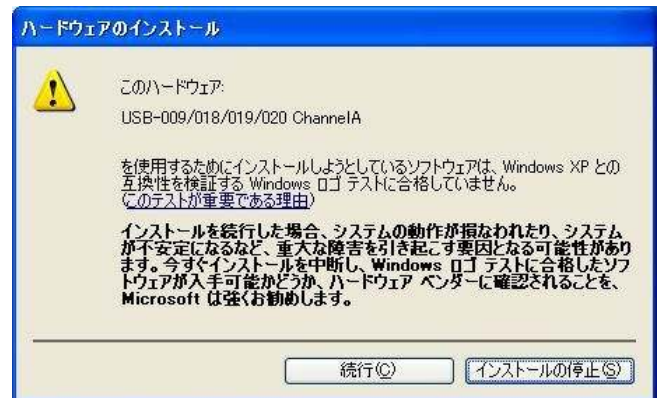 ハードウェアのインストール
このハードウェア:
USB-009/018/019/020 ChannelA
を使用するためにインストールしようとしているソフトウェアは、Windows XP との
互換性を検証する Windows ロゴ テストに合格していません。
(このテストが重要である理由)
インストールを続行した場合、システムの動作が損なわれたり、システム
が不安定になるなど、重大な障害を引き起こす要因となる可能性があり
ます。今すぐインストールを中断し、Windows ロゴ テストに合格したソフ
トウェアが入手可能かどうか、ハードウェア ベンダーに確認されることを、
Microsoft は強くお勧めします。
続行(C) インストールの停止(S)